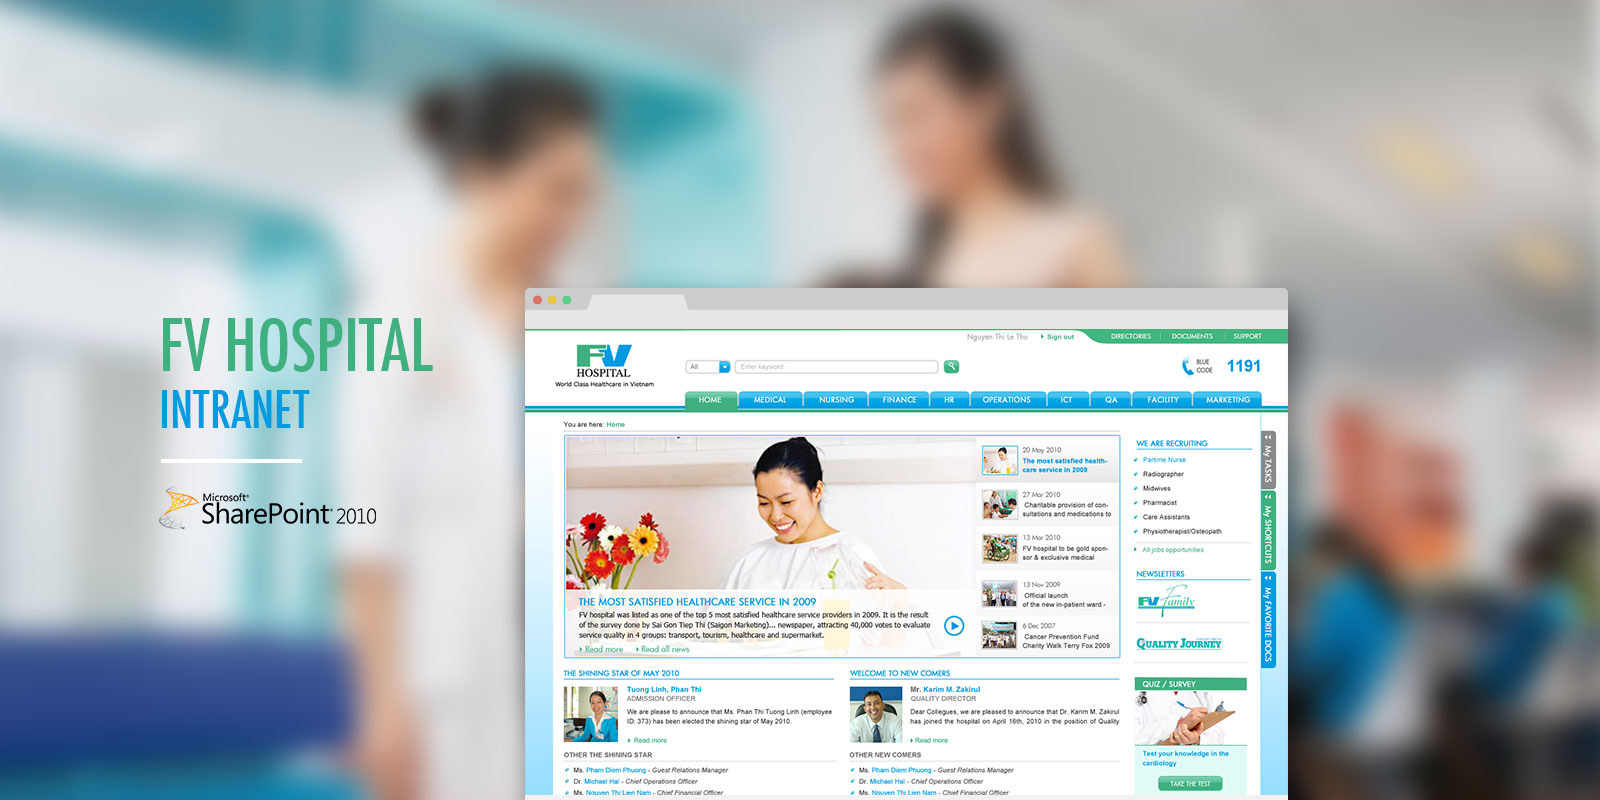 FV HOSPITAL
INTRANET
Microsoft®
SharePoint® 2010
Nguyen Thi Le Thu
Sign out
DIRECTORIES
DOCUMENTS
SUPPORT
FV
HOSPITAL
World Class Healthcare in Vietnam
All
Enter keyword
BLUE
CODE
1191
HOME
MEDICAL
NURSING
FINANCE
HR
OPERATIONS
ICT
QA
FACILITY
MARKETING
You are here: Home
THE MOST SATISFIED HEALTHCARE SERVICE IN 2009
FV hospital was listed as one of the top 5 most satisfied healthcare service providers in 2009. It is the result
of the survey done by Sai Gon Tiep Thi (Saigon Marketing)... newspaper, attracting 40,000 votes to evaluate
service quality in 4 groups: transport, tourism, healthcare and supermarket.
Read more
Read all news
20 May 2010
The most satisfied health-
care service in 2009
27 Mar 2010
Charitable provision of con-
sultations and medications to
13 Mar 2010
FV hospital to be gold spon-
sor & exclusive medical
13 Nov 2009
Official launch
of the new in-patient ward -
6 Dec 2007
Cancer Prevention Fund
Charity Walk Terry Fox 2009
WE ARE RECRUITING
Partime Nurse
Radiographer
Midwives
Pharmacist
Care Assistants
Physiotherapist/Osteopath
All jobs opportunities
NEWSLETTERS
FV Family
QUALITY JOURNEY
QUIZ / SURVEY
Test your knowledge in the
cardiology
TAKE THE TEST
My TASKS
My SHORTCUTS
My FAVORITE DOCS
THE SHINING STAR OF MAY 2010
Tuong Linh, Phan Thi
ADMISSION OFFICER
We are please to announce that Ms. Phan Thi Tuong Linh (employee
ID: 373) has been elected the shining star of May 2010.
Read more
OTHER THE SHINING STAR
Ms. Pham Diem Phuong - Guest Relations Manager
Dr. Michael Hal - Chief Operations Officer
Ms. Nguyen Thi Lien Nam - Chief Financial Officer
WELCOME TO NEW COMERS
Mr. Karim M. Zakirul
QUALITY DIRECTOR
Dear Collegues, we are pleased to announce that Dr. Karim M. Zakirul
has joined the hospital on April 16th, 2010 in the position of Quality
Read more
OTHER NEW COMERS
Ms. Pham Diem Phuong - Guest Relations Manager
Dr. Michael Hal - Chief Operations Officer
Ms. Nguyen Thi Lien Nam - Chief Financial Officer